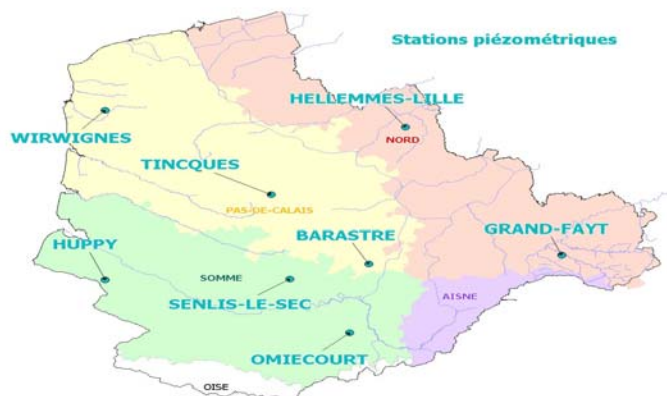 Stations piézométriques
HELLEMMES-LILLE
NORD
WIRWIGNES
TINCQUES
PAS-DE-CALAIS
BARASTRE
GRAND-FAYT
HUPPY
SOMME
SENLIS-LE-SEC
AISNE
OMIECOURT
OISE